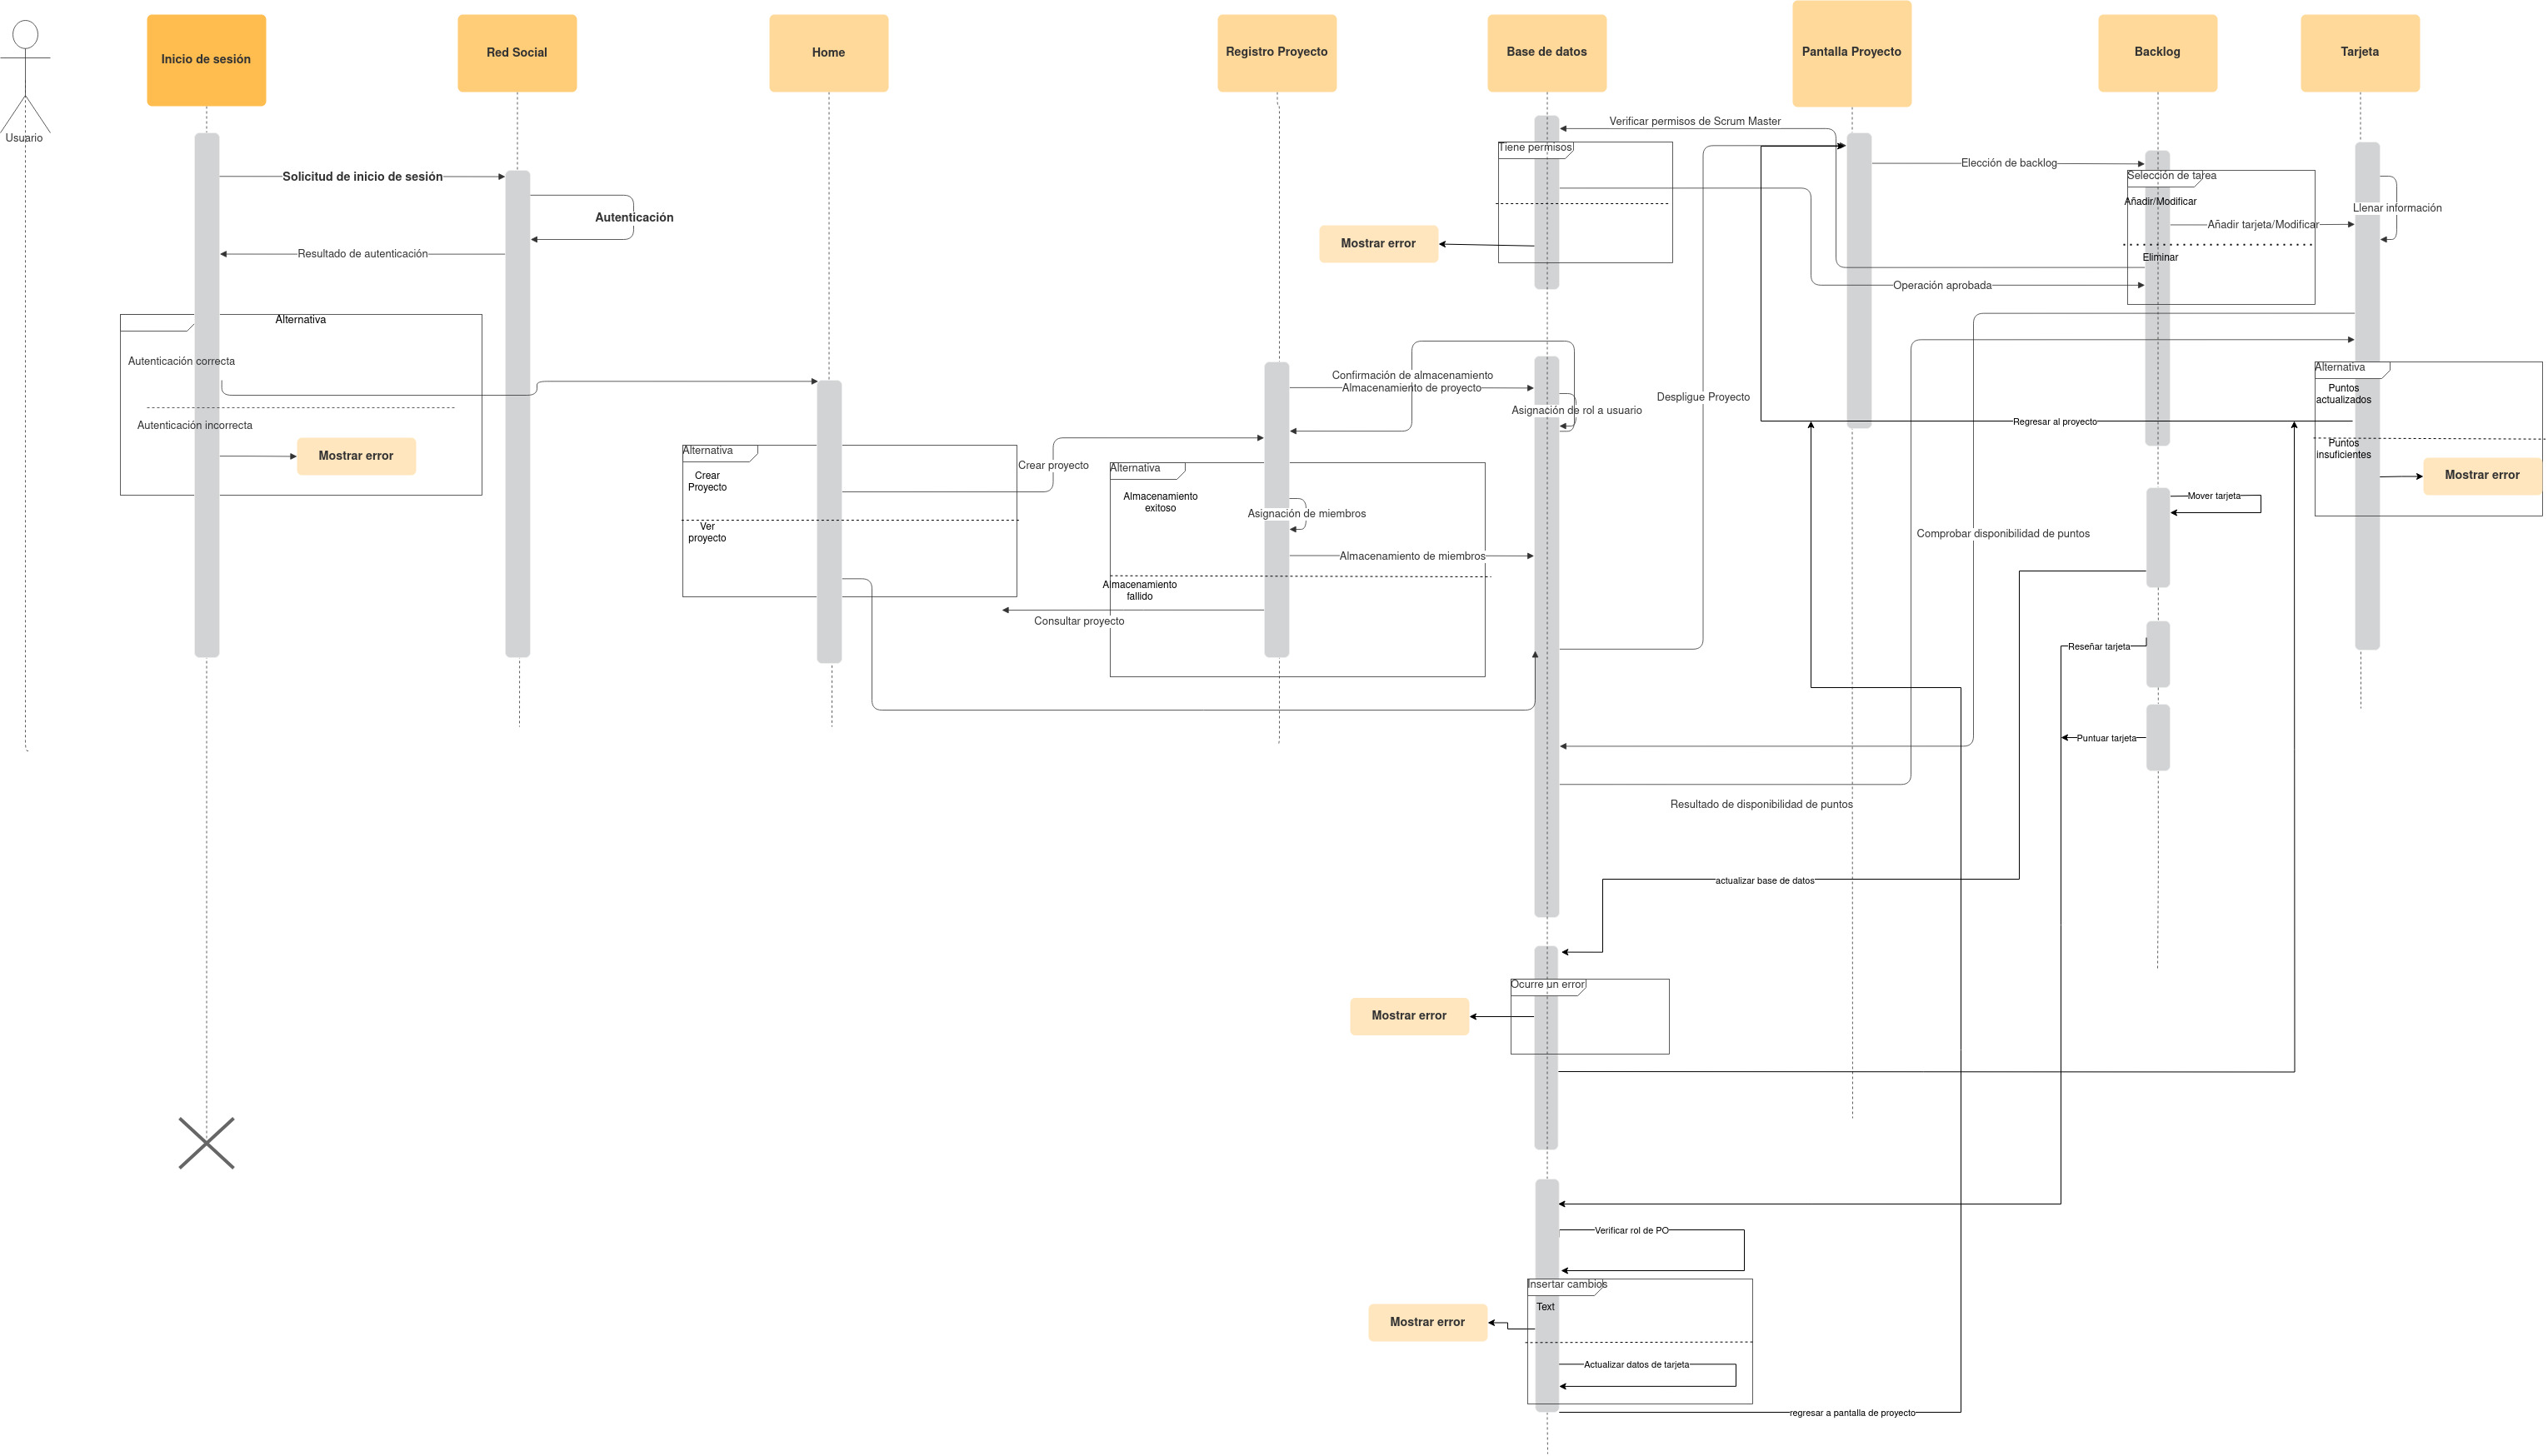 Usuario
Inicio de sesión
Red Social
Home
Registro Proyecto
Base de datos
Pantalla Proyecto
Backlog
Tarjeta
Verificar permisos de Scrum Master
Tiene permisos
Elección de backlog
Selección de tarea
Solicitud de inicio de sesión
Añadir/Modificar
Llenar información
Autenticación
Añadir tarjeta/Modificar
Mostrar error
Resultado de autenticación
Eliminar
Operación aprobada
Alternativa
Autenticación correcta
Alternativa
Confirmación de almacenamiento
Almacenamiento de proyecto
Puntos
actualizados
Despligue Proyecto
Asignación de rol a usuario
Autenticación incorrecta
Regresar al proyecto
Puntos
insuficientes
Mostrar error
Alternativa
Crear proyecto
Alternativa
Mostrar error
Crear
Proyecto
Almacenamiento
exitoso
Mover tarjeta
Asignación de miembros
Ver
proyecto
Comprobar disponibilidad de puntos
Almacenamiento de miembros
Almacenamiento
fallido
Consultar proyecto
Reseñar tarjeta
Puntuar tarjeta
Resultado de disponibilidad de puntos
actualizar base de datos
Ocurre un error
Mostrar error
Verificar rol de PO
Insertar cambios
Text
Mostrar error
Actualizar datos de tarjeta
regresar a pantalla de proyecto